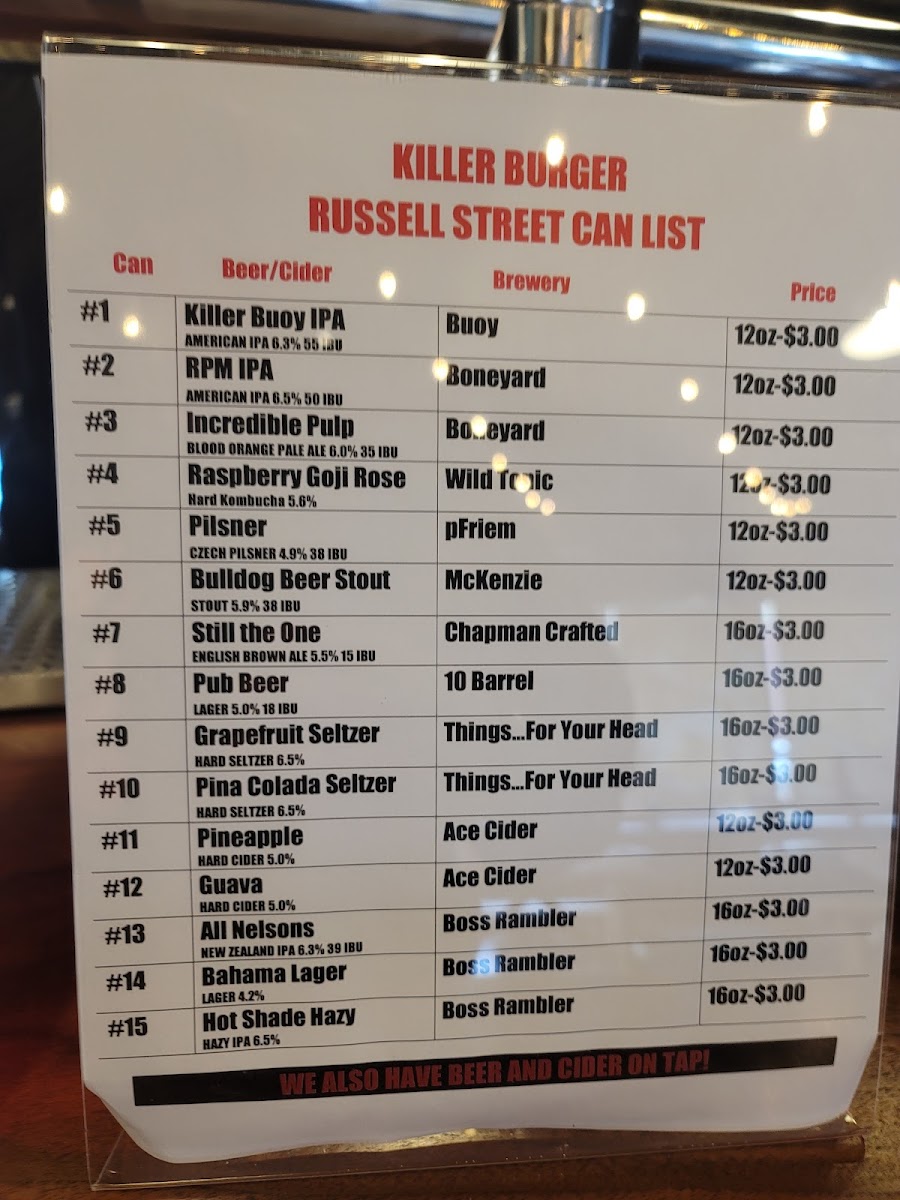 KILLER BURGER
RUSSELL STREET CAN LIST
Can Beer/Cider Brewery Price
#1 Killer Buoy IPA Buoy 12oz-$3.00
AMERICAN IPA 6.3% 55 IBU
#2 RPM IPA Boneyard 12oz-$3.00
AMERICAN IPA 6.5% 50 IBU
#3 Incredible Pulp Boneyard 12oz-$3.00
BLOOD ORANGE PALE ALE 6.0% 35 IBU
#4 Raspberry Goji Rose Wild Tonic 12oz-$3.00
Hard Kombucha 5.6%
#5 Pilsner pFriem 12oz-$3.00
CZECH PILSNER 4.9% 38 IBU
#6 Bulldog Beer Stout McKenzie 12oz-$3.00
STOUT 5.9% 38 IBU
#7 Still the One Chapman Crafted 16oz-$3.00
ENGLISH BROWN ALE 5.5% 15 IBU
#8 Pub Beer 10 Barrel 16oz-$3.00
LAGER 5.0% 18 IBU
#9 Grapefruit Seltzer Things...For Your Head 16oz-$3.00
HARD SELTZER 6.5%
#10 Pina Colada Seltzer Things...For Your Head 16oz-$3.00
HARD SELTZER 6.5%
#11 Pineapple Ace Cider 12oz-$3.00
HARD CIDER 5.0%
#12 Guava Ace Cider 12oz-$3.00
HARD CIDER 5.0%
#13 All Nelsons Boss Rambler 16oz-$3.00
NEW ZEALAND IPA 6.3% 39 IBU
#14 Bahama Lager Boss Rambler 16oz-$3.00
LAGER 4.2%
#15 Hot Shade Hazy Boss Rambler 16oz-$3.00
HAZY IPA 6.5%
WE ALSO HAVE BEER AND CIDER ON TAP!